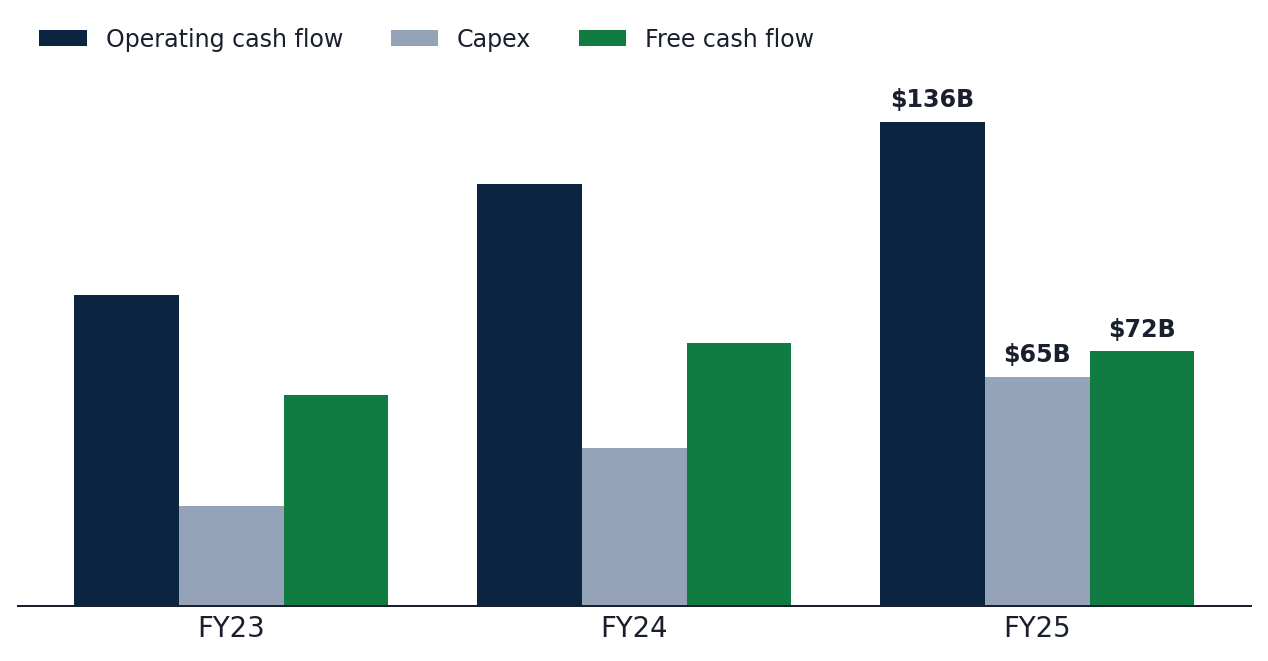 Operating cash flow Capex Free cash flow
$136B
$72B
$65B
FY23 FY24 FY25